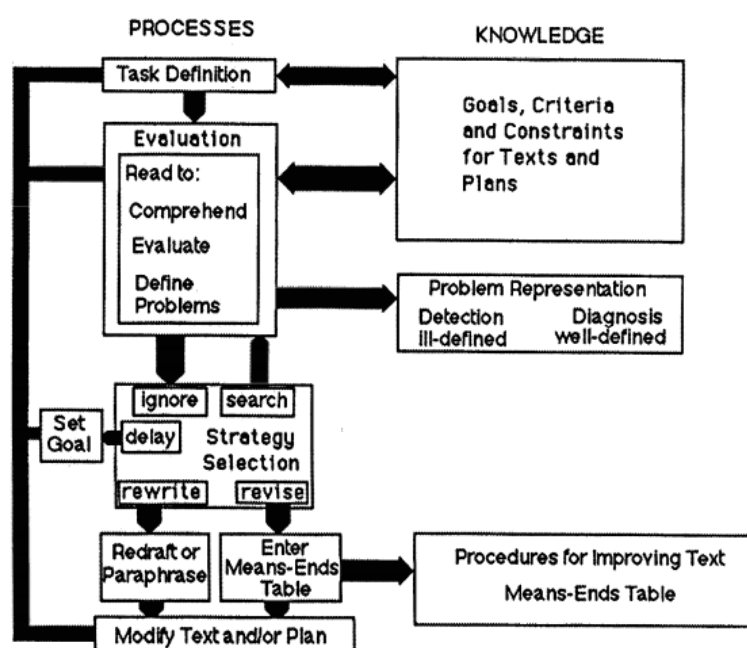 PROCESSES
KNOWLEDGE
Task Definition
Goals, Criteria
and Constraints
for Texts and
Plans
Evaluation
Read to:
Comprehend
Evaluate
Define
Problems
Problem Representation
Detection Diagnosis
ill-defined well-defined
ignore search
Set
Goal
delay
Strategy
Selection
rewrite revise
Redraft or
Paraphrase
Enter
Means-Ends
Table
Procedures for Improving Text
Means-Ends Table
Modify Text and/or Plan